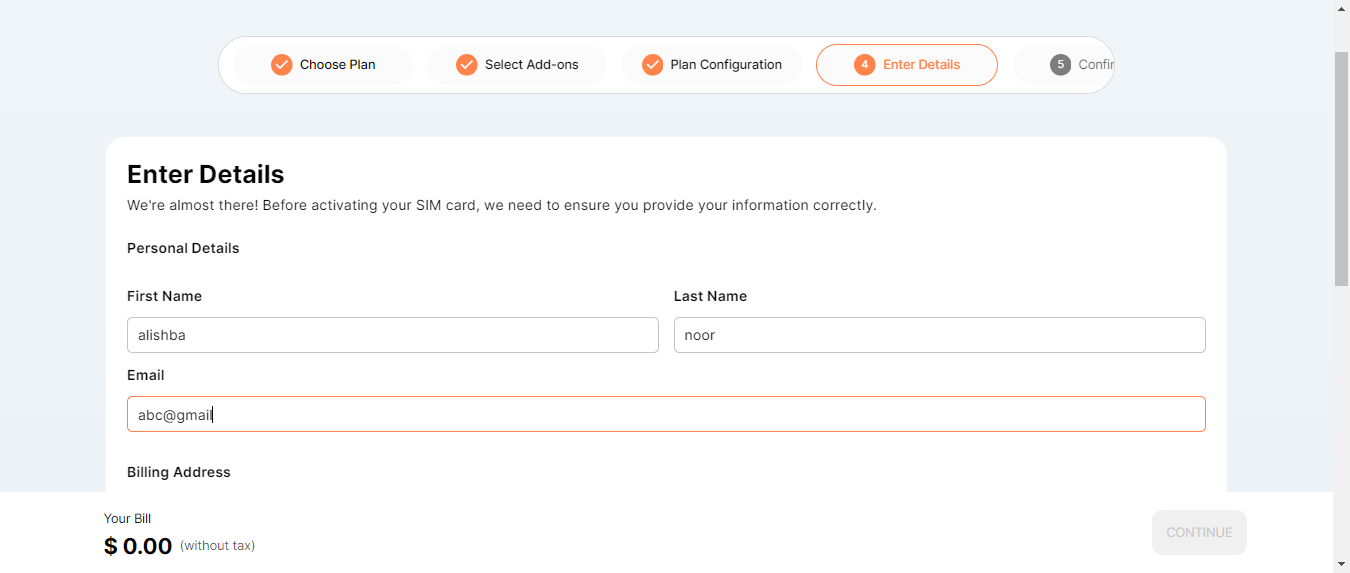 Choose Plan
Select Add-ons
Plan Configuration
4 Enter Details
5 Confir
Enter Details
We're almost there! Before activating your SIM card, we need to ensure you provide your information correctly.
Personal Details
First Name
Last Name
alishba
noor
Email
abc@gmail
Billing Address
Your Bill
$ 0.00 (without tax)
CONTINUE